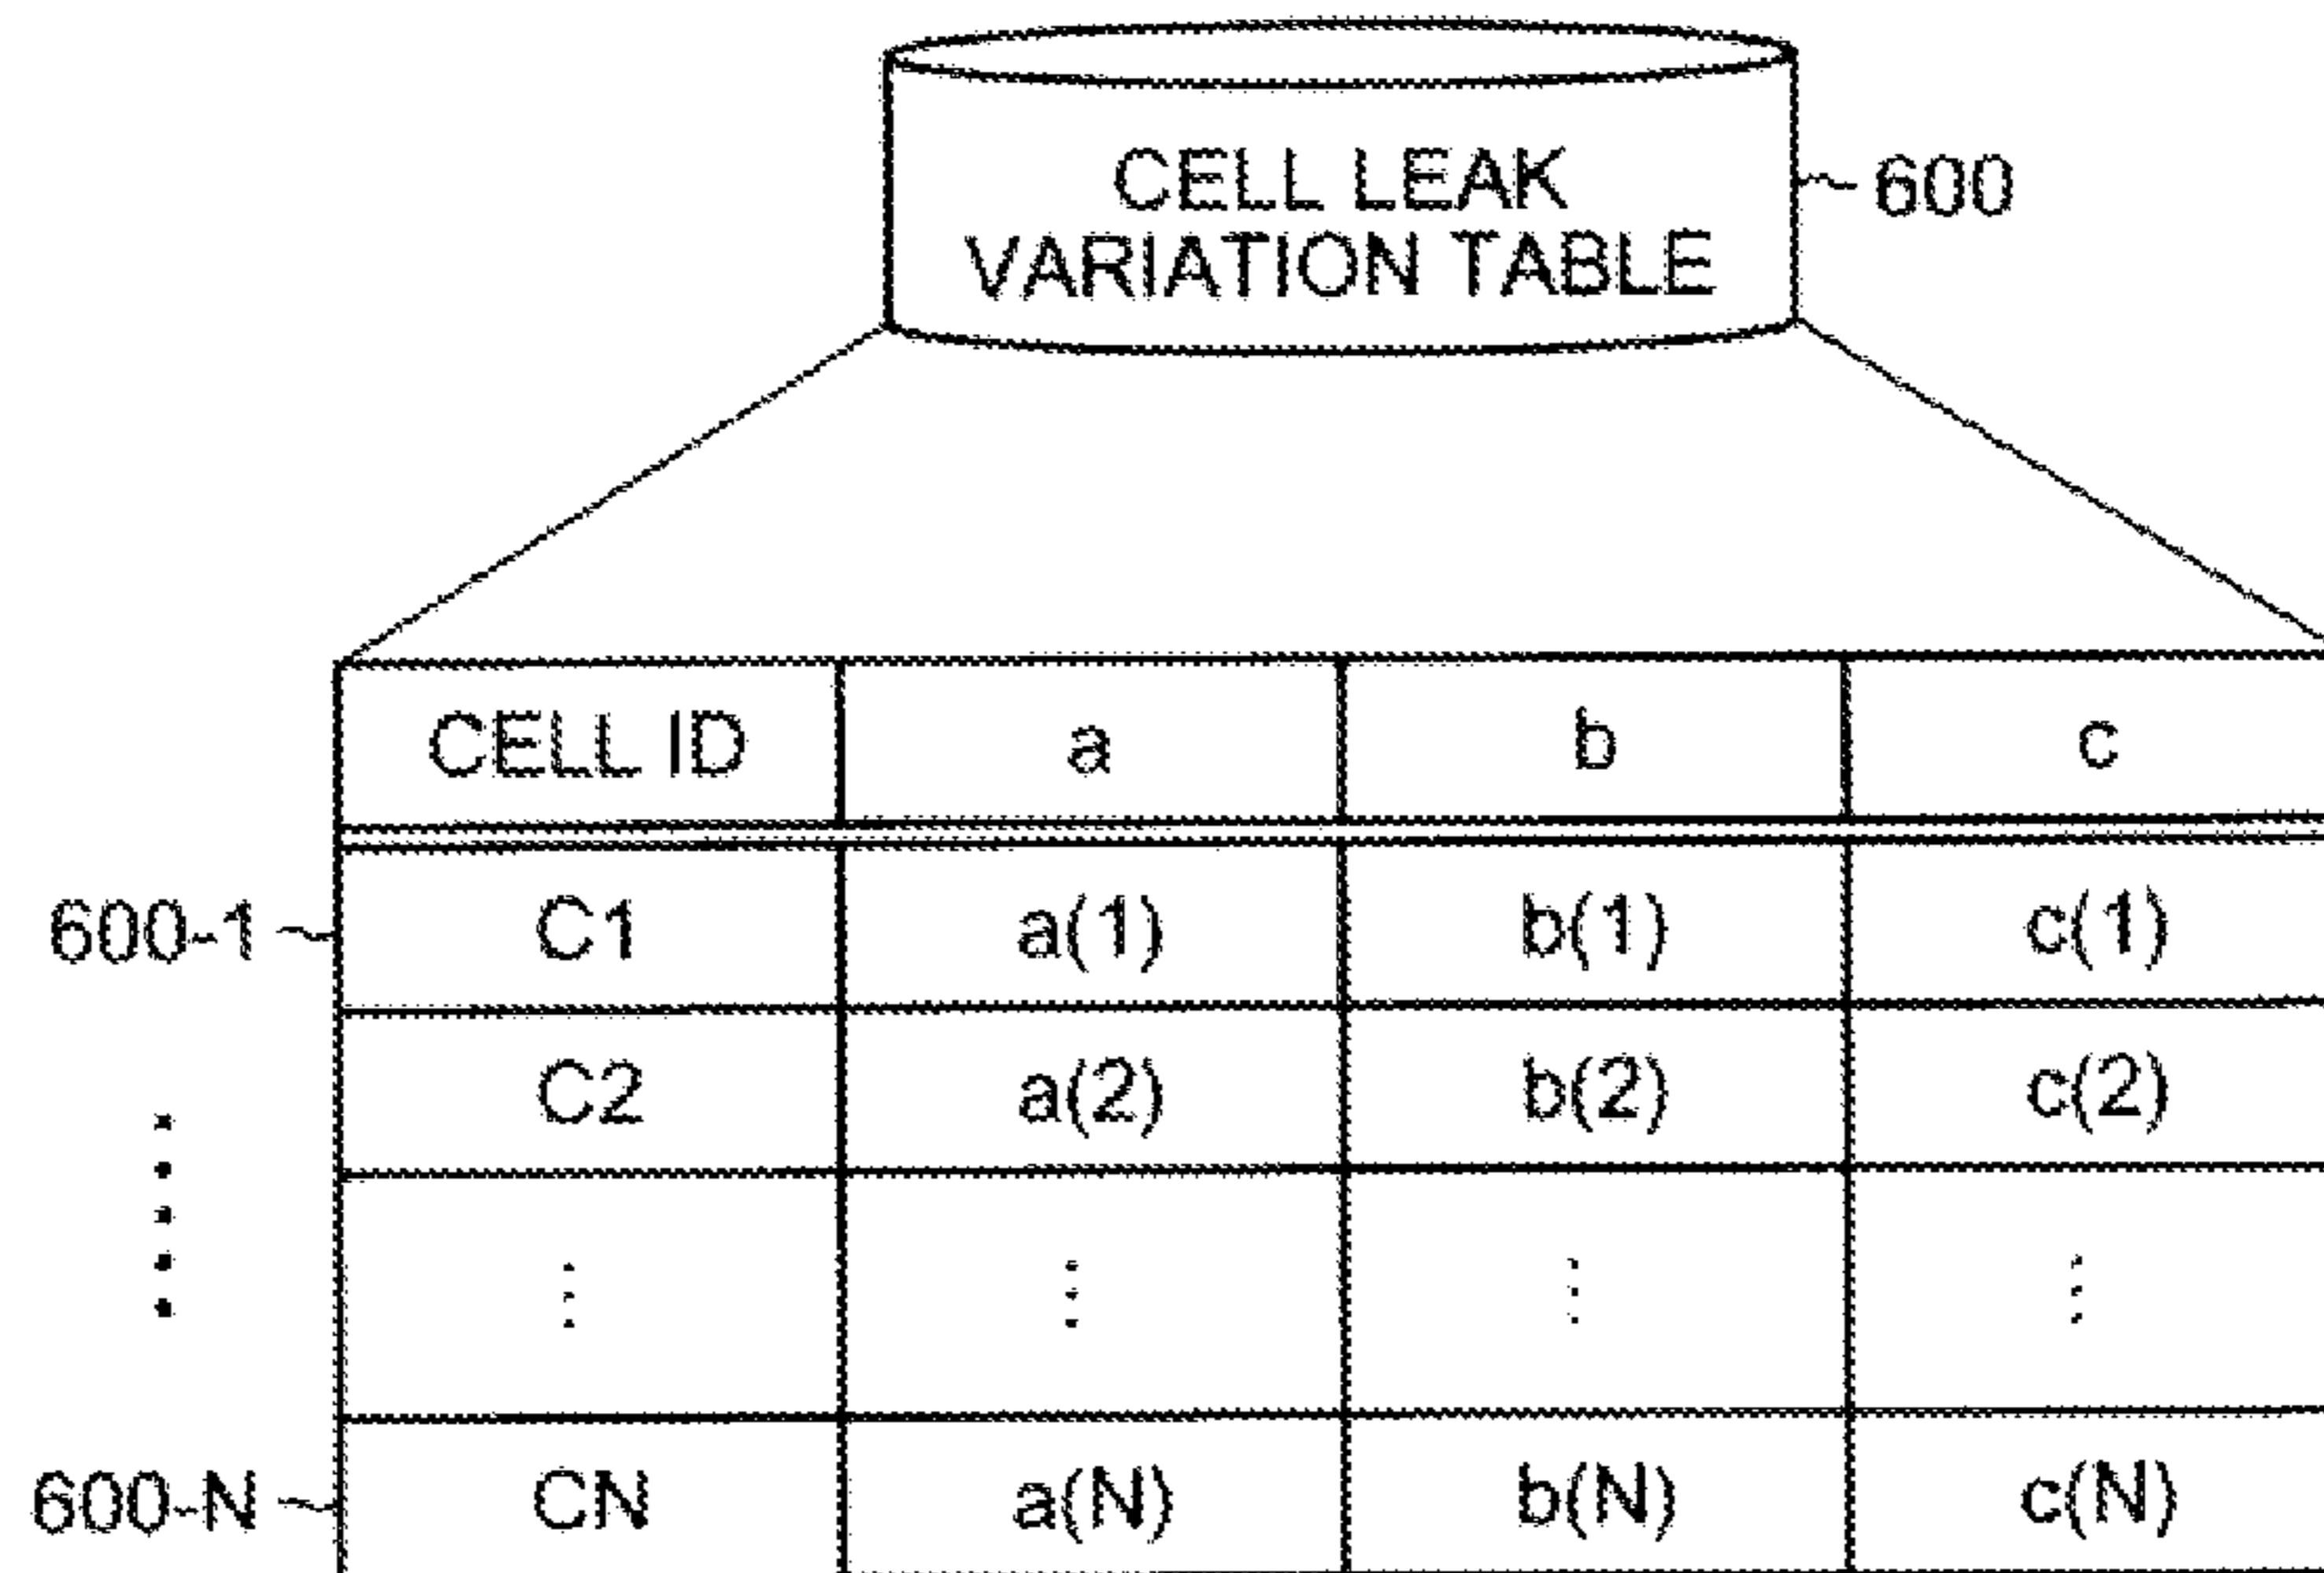 CELL LEAK
VARIATION TABLE
600
CELL ID a b c
600-1 C1 a(1) b(1) c(1)
C2 a(2) b(2) c(2)
600-N CN a(N) b(N) c(N)